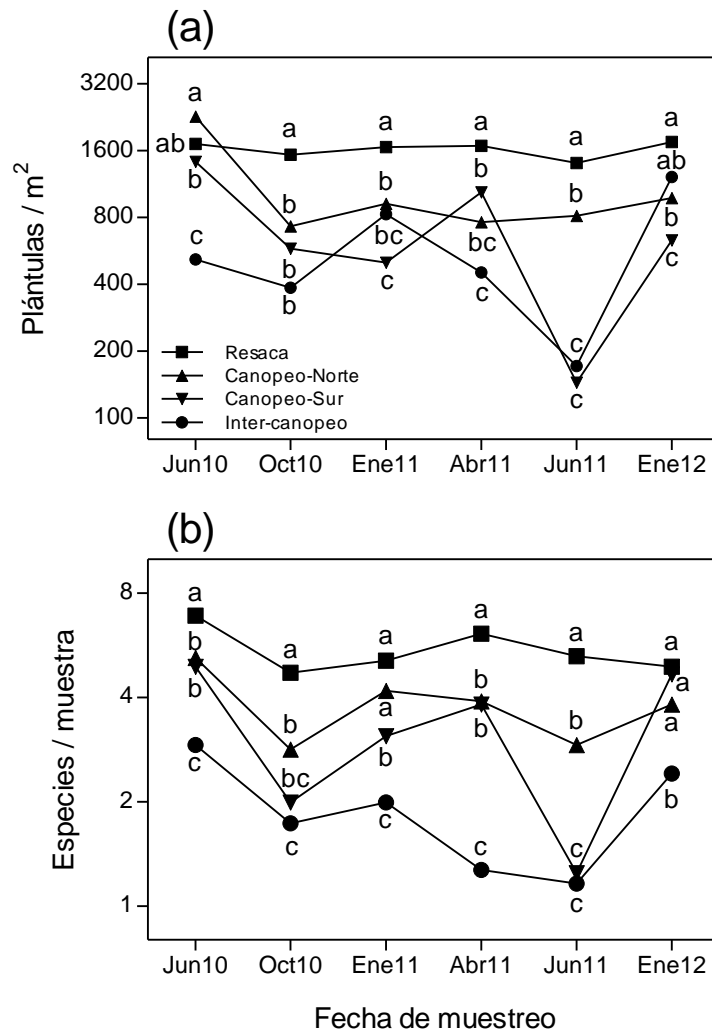 (a)
3200
1600
800
400
200
100
Plántulas / m²
a
a
a
a
a
a
ab
ab
b
b
b
b
b
c
b
bc
bc
b
c
c
c
c
c
Resaca
Canopeo-Norte
Canopeo-Sur
Inter-canopeo
Jun10 Oct10 Ene11 Abr11 Jun11 Ene12
(b)
8
4
2
1
Especies / muestra
a
a
a
a
a
a
b
b
b
b
a
b
a
b
a
bc
b
c
c
c
c
c
c
b
Jun10 Oct10 Ene11 Abr11 Jun11 Ene12
Fecha de muestreo